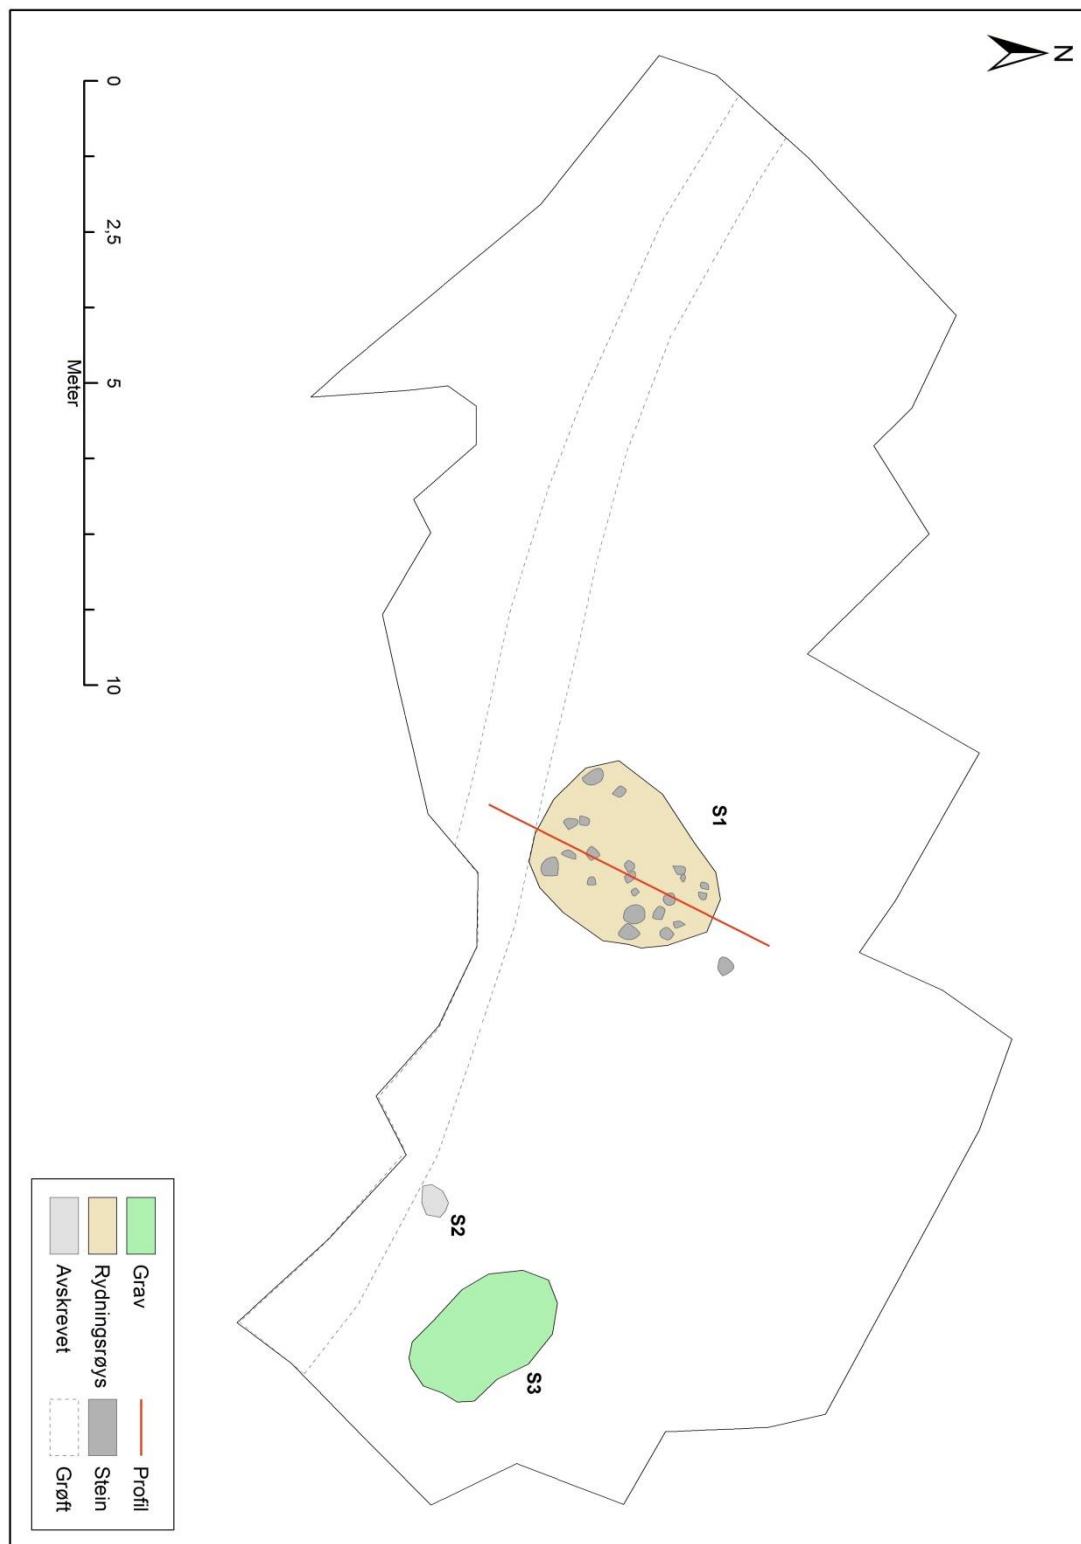 N
S1
S2
S3
0
2,5
5
10
Meter
Grav
Rydningsrøys
Avskrevet
Profil
Stein
Grøft